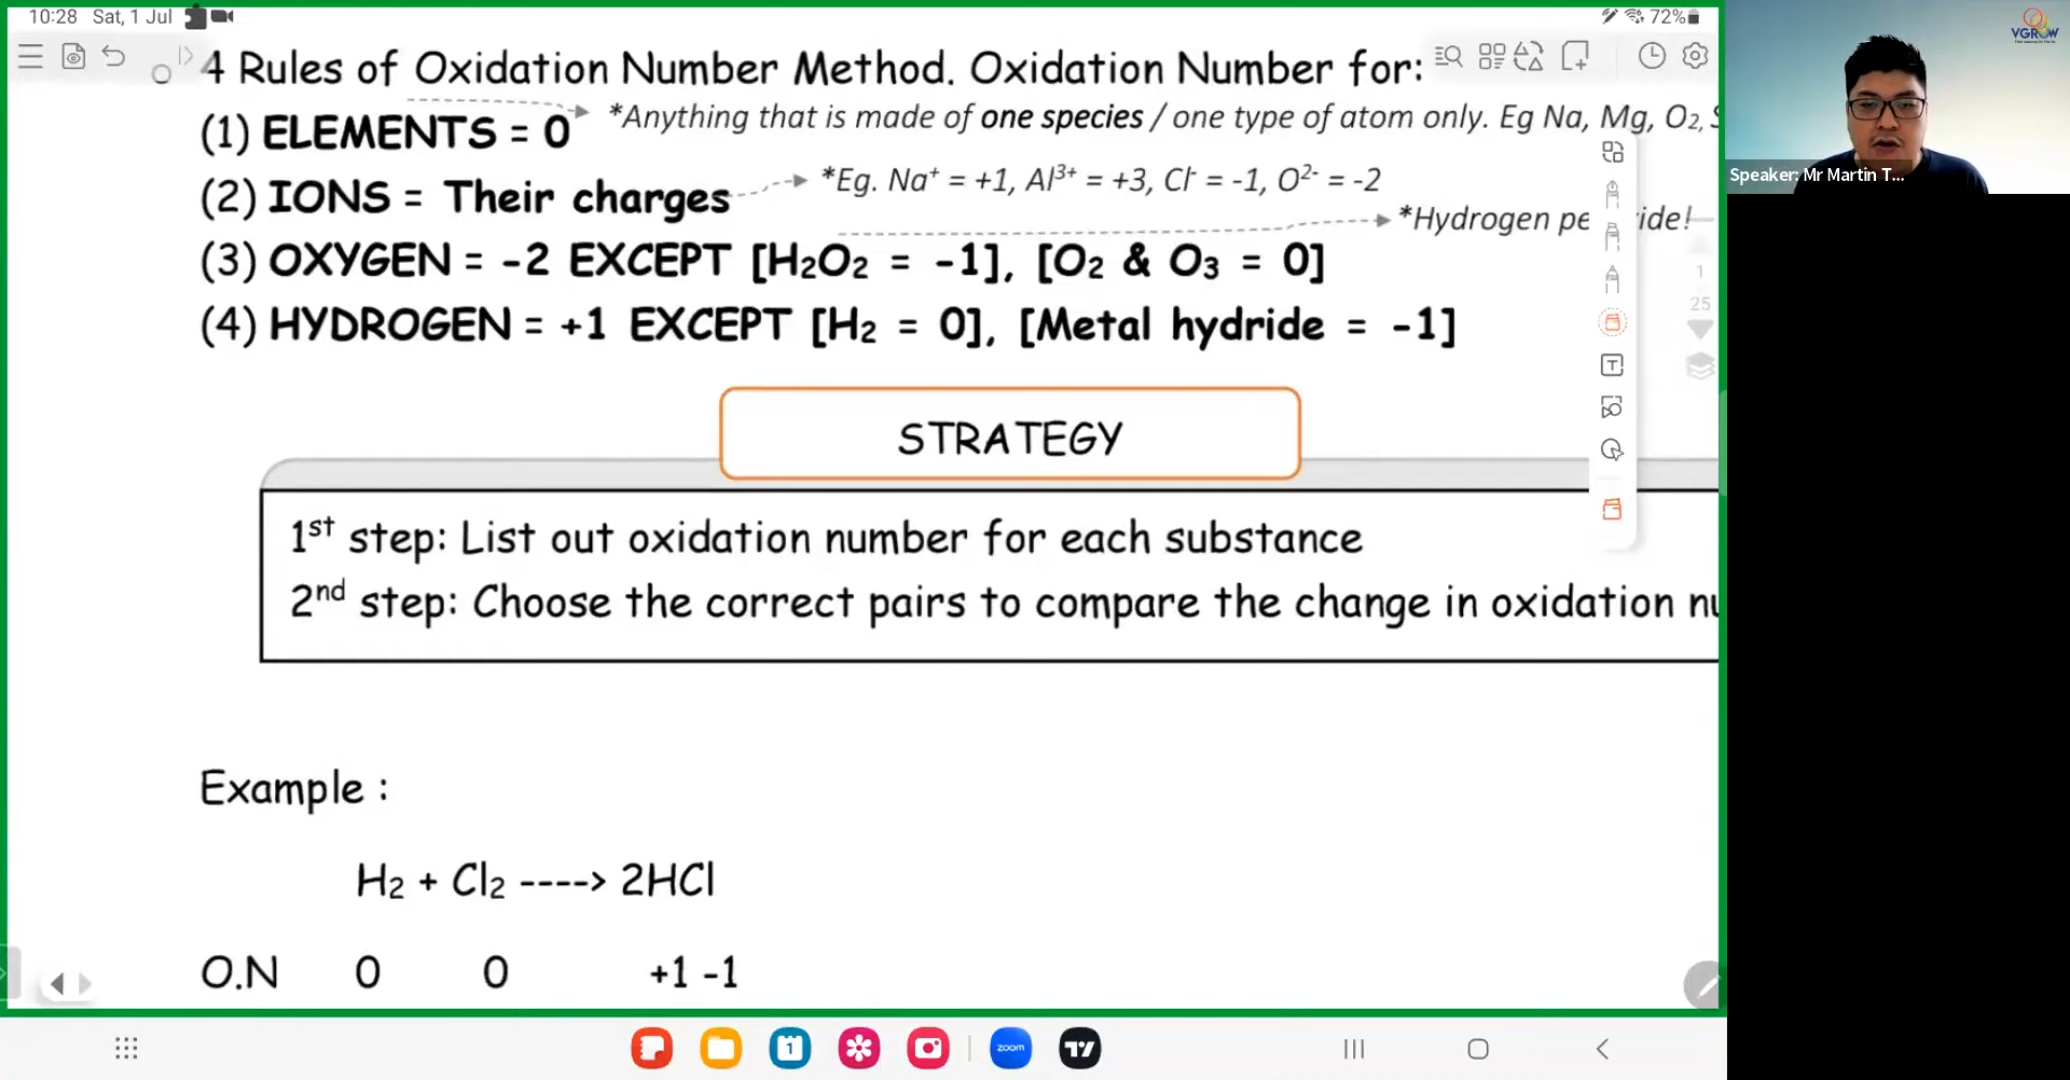 10:28 Sat, 1 Jul
72%
VGROW
4 Rules of Oxidation Number Method. Oxidation Number for:
*Anything that is made of one species / one type of atom only. Eg Na, Mg, O2,
(1) ELEMENTS = 0
*Eg. Na⁺ = +1, Al³⁺ = +3, Cl⁻ = -1, O²⁻ = -2
(2) IONS = Their charges
*Hydrogen pe ide!
(3) OXYGEN = -2 EXCEPT [H2O2 = -1], [O2 & O3 = 0]
(4) HYDROGEN = +1 EXCEPT [H2 = 0], [Metal hydride = -1]
1
25
Speaker: Mr Martin T...
STRATEGY
1st step: List out oxidation number for each substance
2nd step: Choose the correct pairs to compare the change in oxidation nu
Example :
H2 + Cl2 ----> 2HCl
O.N 0 0 +1 -1
1
zoom